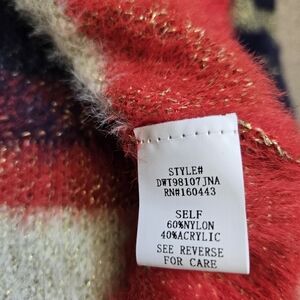 STYLE#
DWT98107JNA
RN#160443
SELF
60%NYLON
40%ACRYLIC
SEE REVERSE
FOR CARE